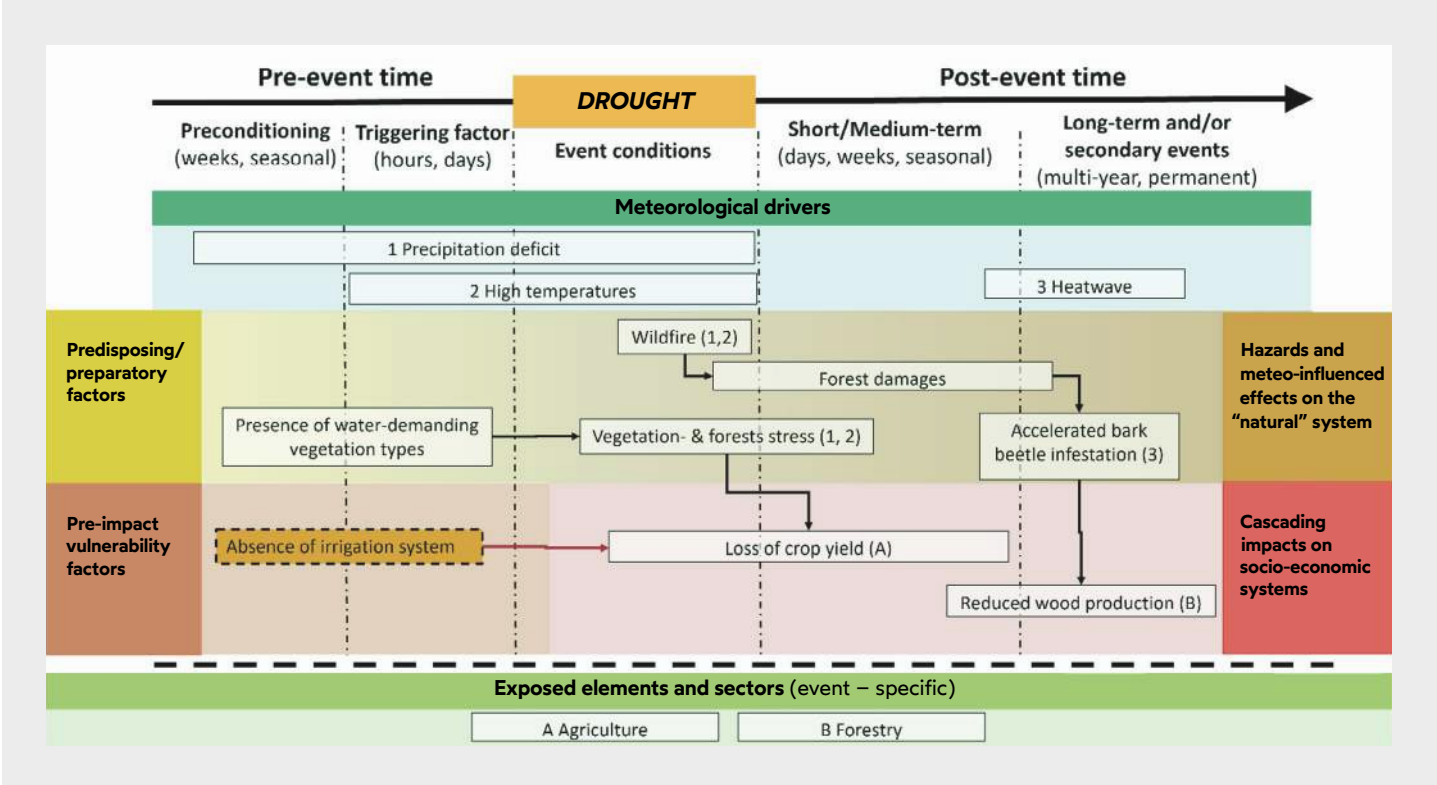 Pre-event time
DROUGHT
Post-event time
Preconditioning
(weeks, seasonal)
Triggering factor
(hours, days)
Event conditions
Short/Medium-term
(days, weeks, seasonal)
Long-term and/or
secondary events
(multi-year, permanent)
Meteorological drivers
1 Precipitation deficit
2 High temperatures
3 Heatwave
Predisposing/
preparatory
factors
Wildfire (1,2)
Forest damages
Presence of water-demanding
vegetation types
Vegetation- & forests stress (1, 2)
Accelerated bark
beetle infestation (3)
Hazards and
meteo-influenced
effects on the
“natural” system
Pre-impact
vulnerability
factors
Absence of irrigation system
Loss of crop yield (A)
Reduced wood production (B)
Cascading
impacts on
socio-economic
systems
Exposed elements and sectors (event – specific)
A Agriculture
B Forestry